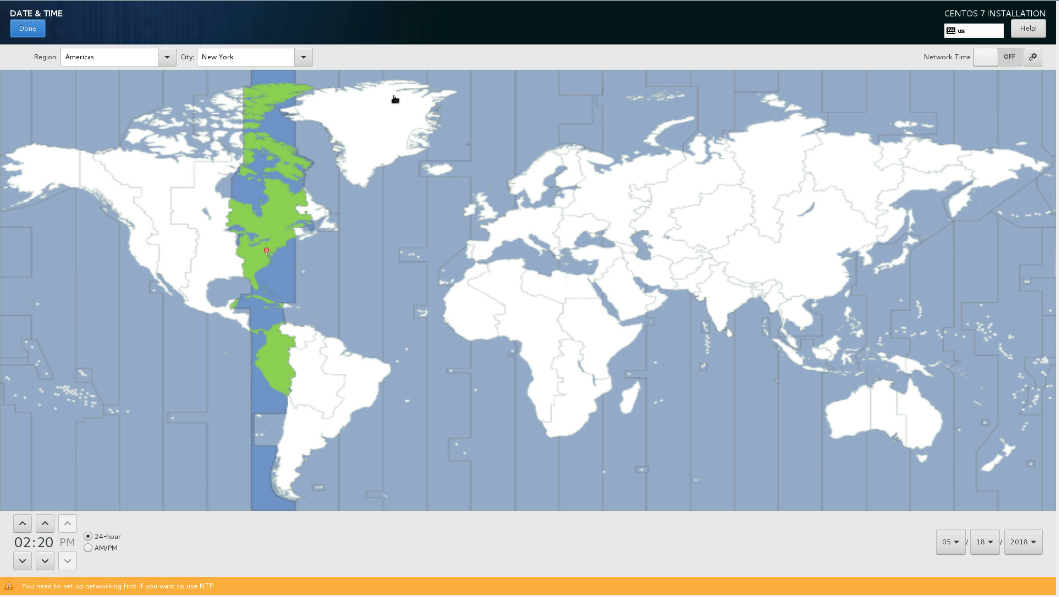 DATE & TIME
CENTOS 7 INSTALLATION
Done
us
Help!
Region:
Americas
City:
New York
Network Time
OFF
02:20 PM
24-hour
AM/PM
05 / 18 / 2018
You need to set up networking first if you want to use NTP